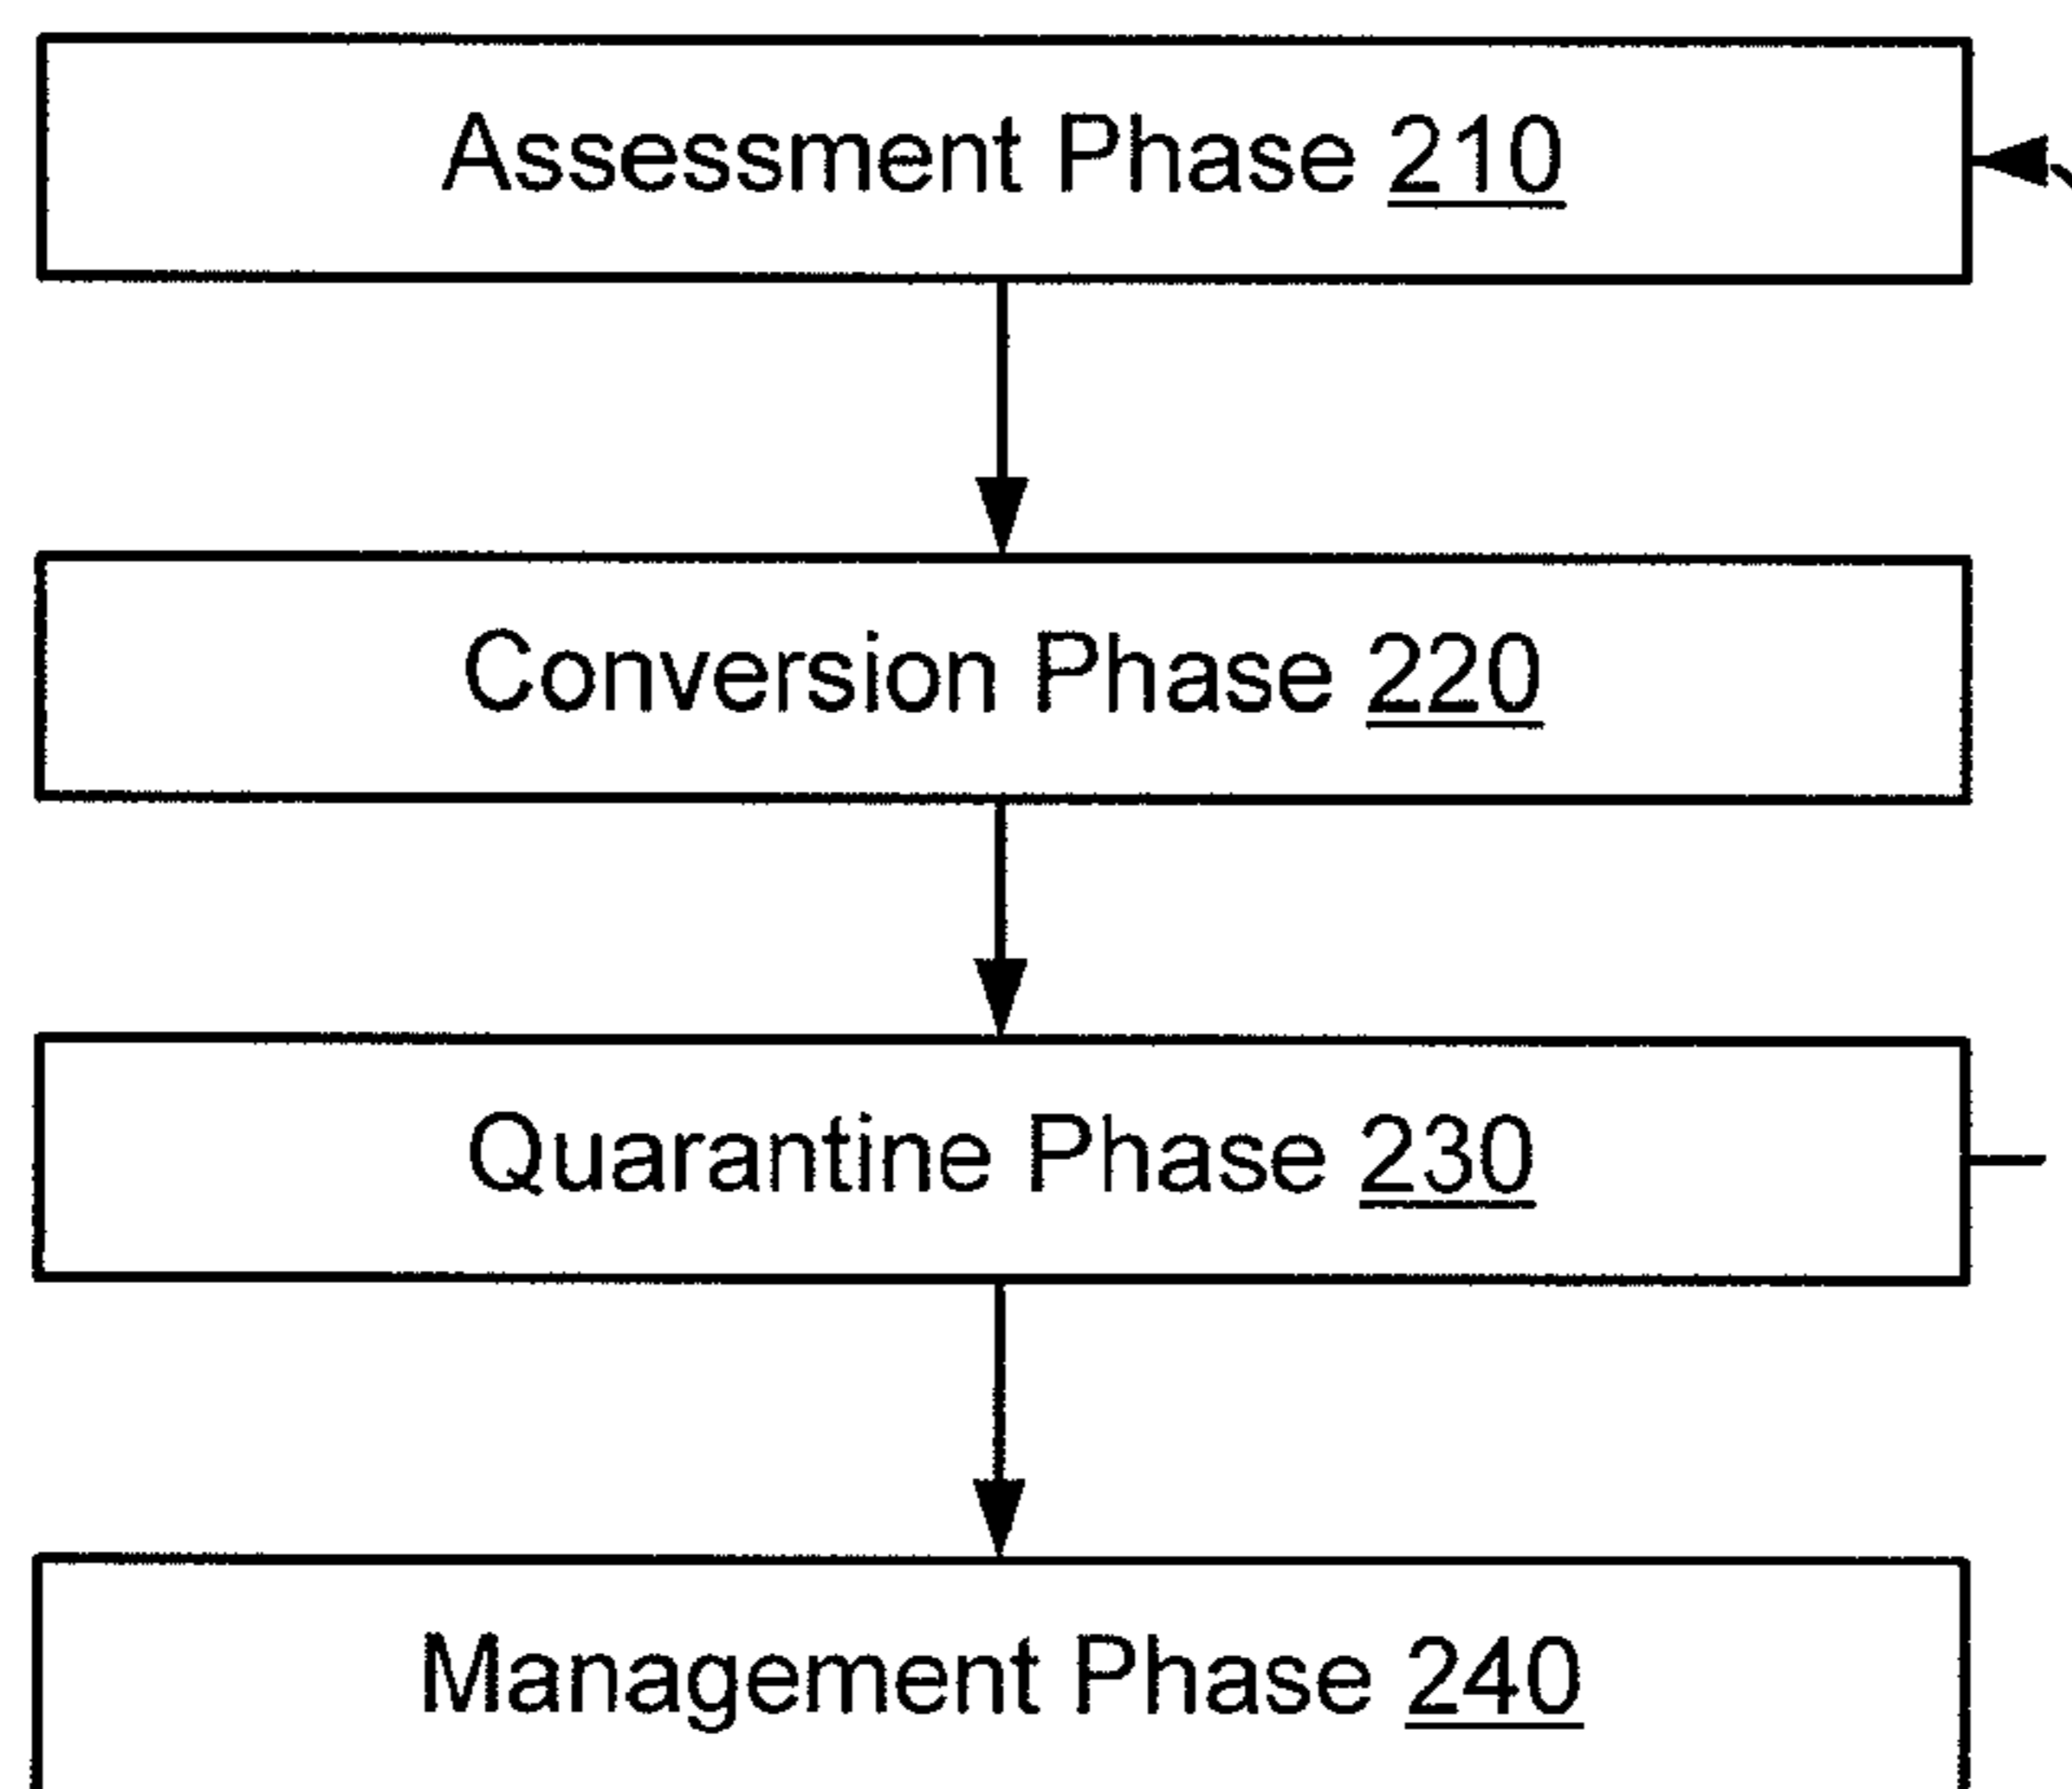 Assessment Phase 210
Conversion Phase 220
Quarantine Phase 230
Management Phase 240